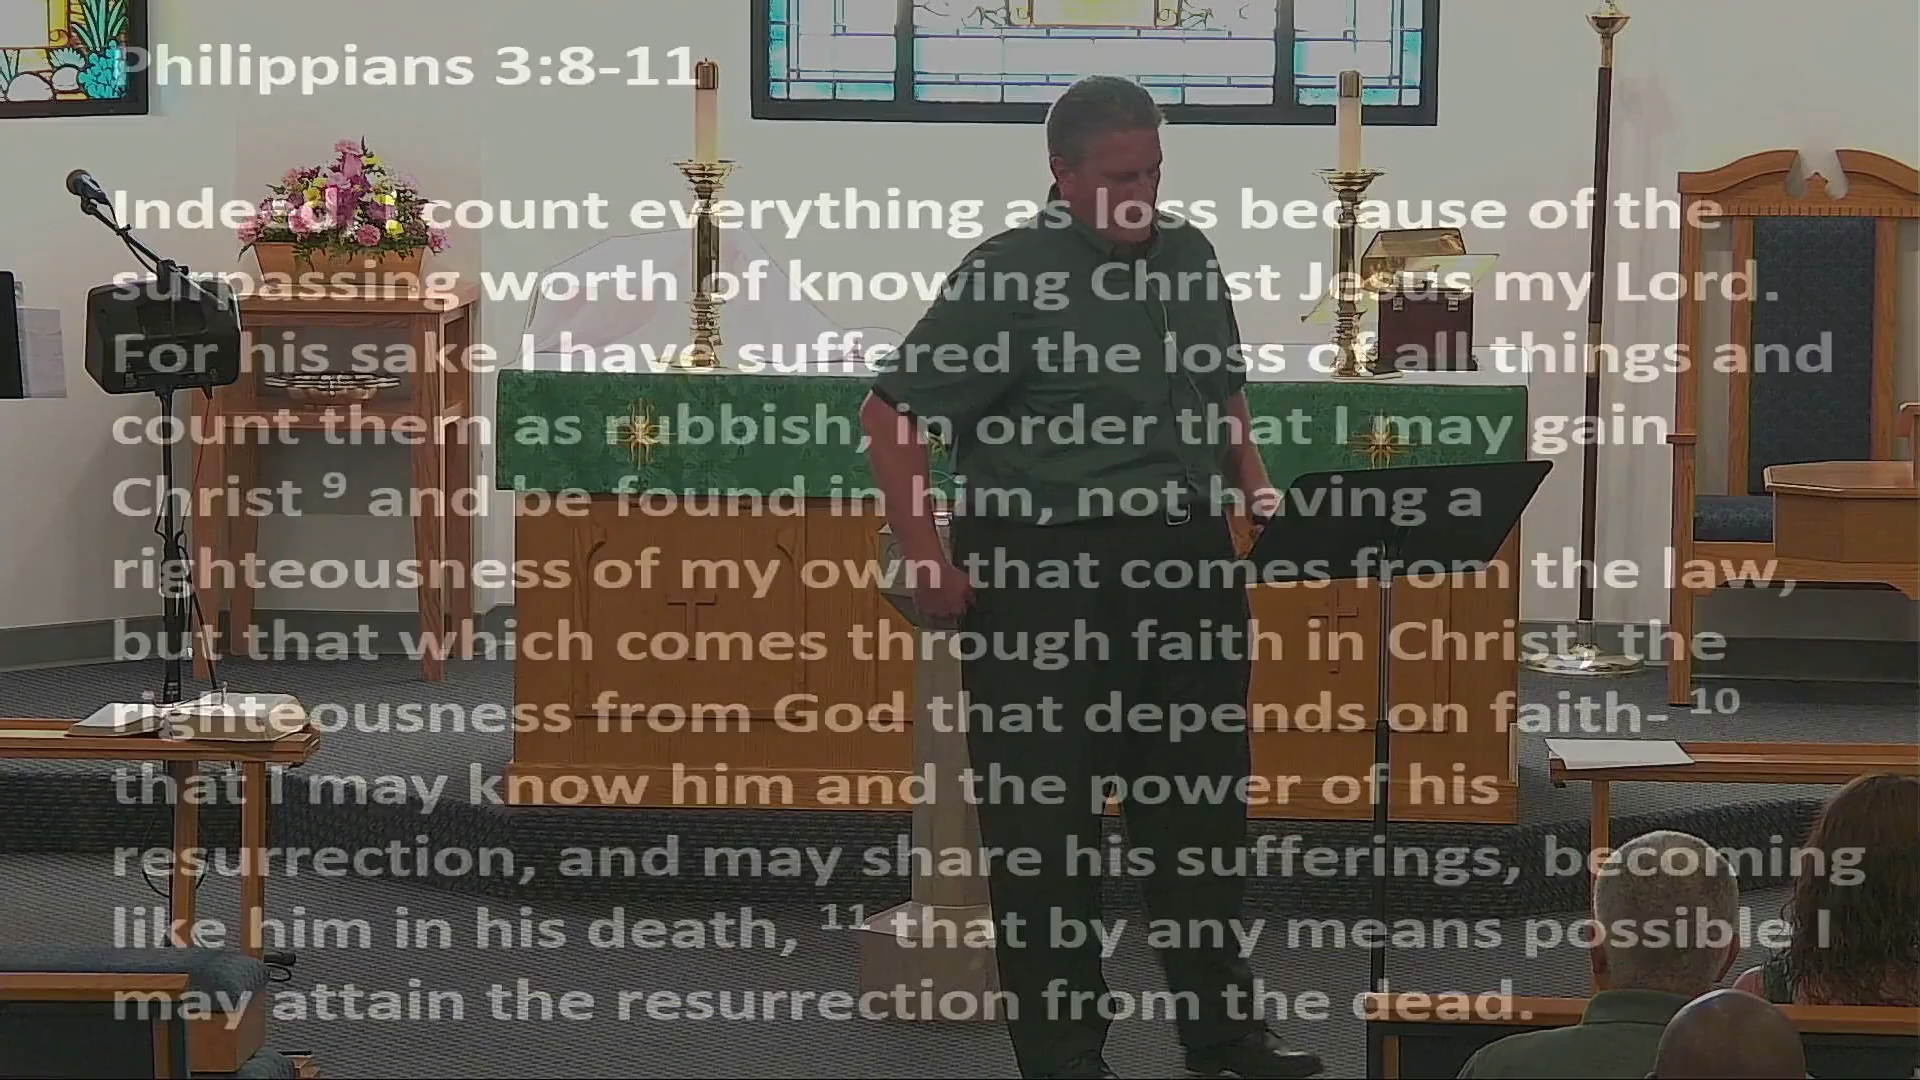 Philippians 3:8-11
Indeed, I count everything as loss because of the
surpassing worth of knowing Christ Jesus my Lord.
For his sake I have suffered the loss of all things and
count them as rubbish, in order that I may gain
Christ ⁹ and be found in him, not having a
righteousness of my own that comes from the law,
but that which comes through faith in Christ, the
righteousness from God that depends on faith- ¹⁰
that I may know him and the power of his
resurrection, and may share his sufferings, becoming
like him in his death, ¹¹ that by any means possible I
may attain the resurrection from the dead.